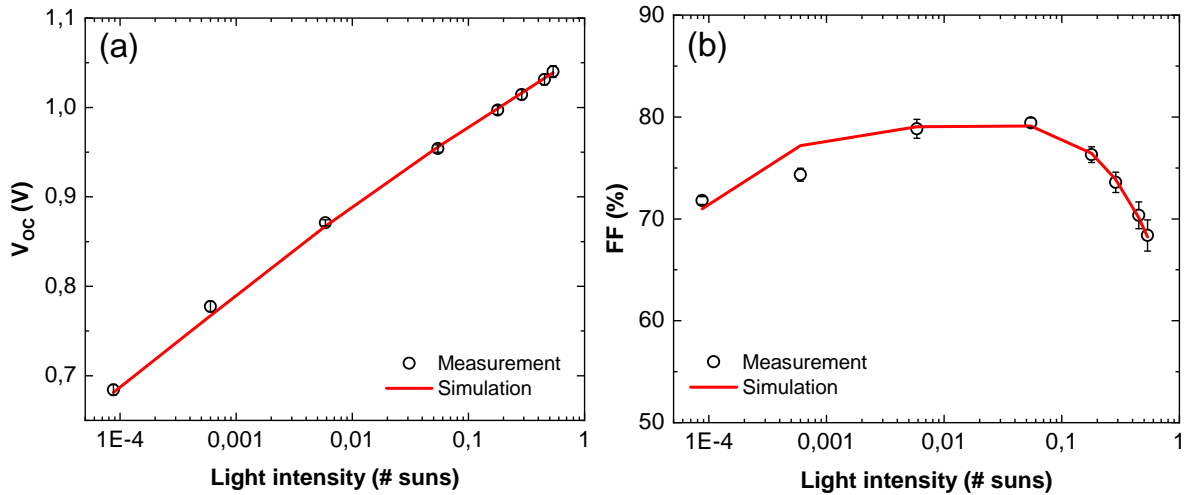 (a)
1,1
1,0
0,9
0,8
0,7
V_OC (V)
Measurement
Simulation
1E-4 0,001 0,01 0,1 1
Light intensity (# suns)
(b)
90
80
70
60
50
FF (%)
Measurement
Simulation
1E-4 0,001 0,01 0,1 1
Light intensity (# suns)